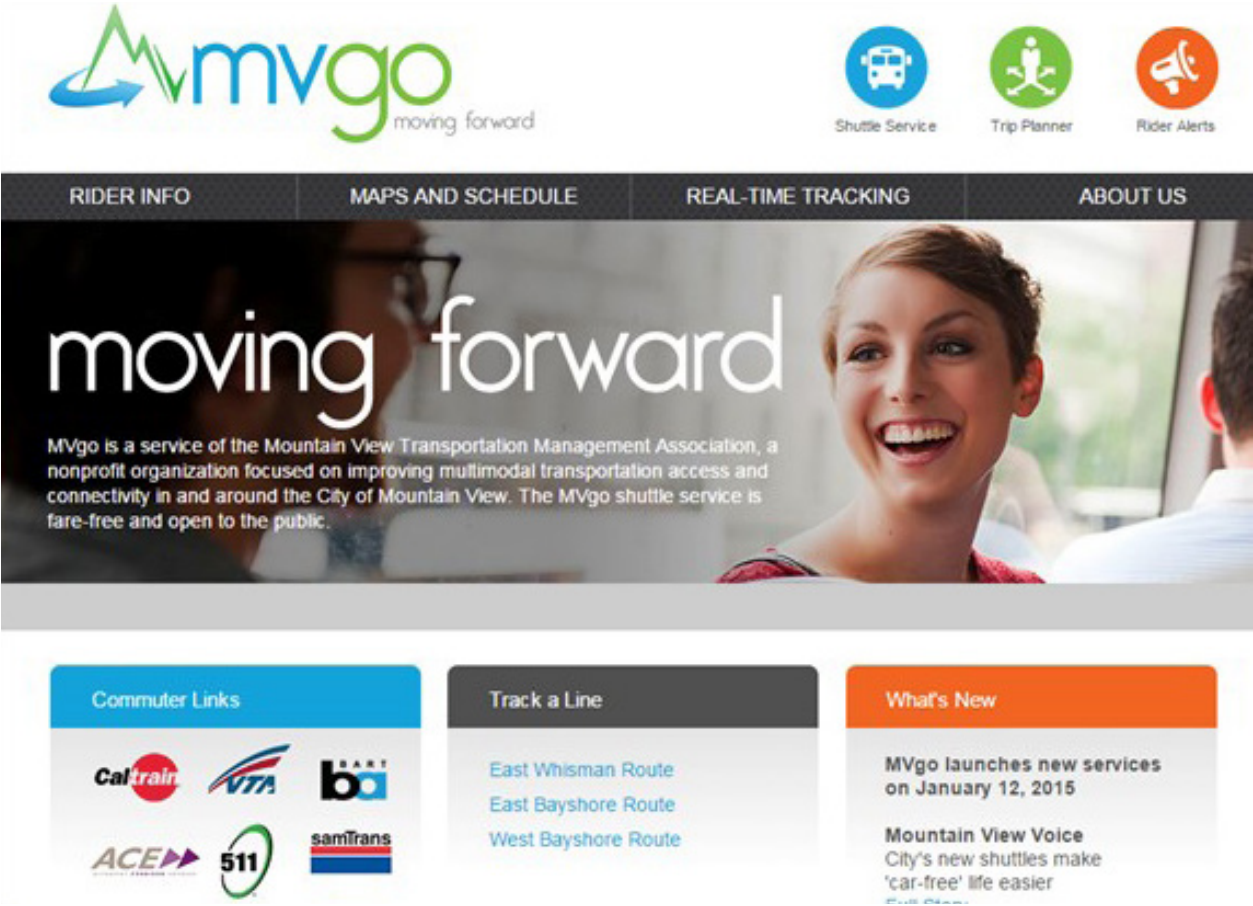 mvgo
moving forward
Shuttle Service
Trip Planner
Rider Alerts
RIDER INFO
MAPS AND SCHEDULE
REAL-TIME TRACKING
ABOUT US
moving forward
MVgo is a service of the Mountain View Transportation Management Association, a
nonprofit organization focused on improving multimodal transportation access and
connectivity in and around the City of Mountain View. The MVgo shuttle service is
fare-free and open to the public.
Commuter Links
Caltrain
VTA
BART
ba
ACE
511
samTrans
Track a Line
East Whisman Route
East Bayshore Route
West Bayshore Route
What's New
MVgo launches new services
on January 12, 2015
Mountain View Voice
City's new shuttles make
'car-free' life easier
Full Story